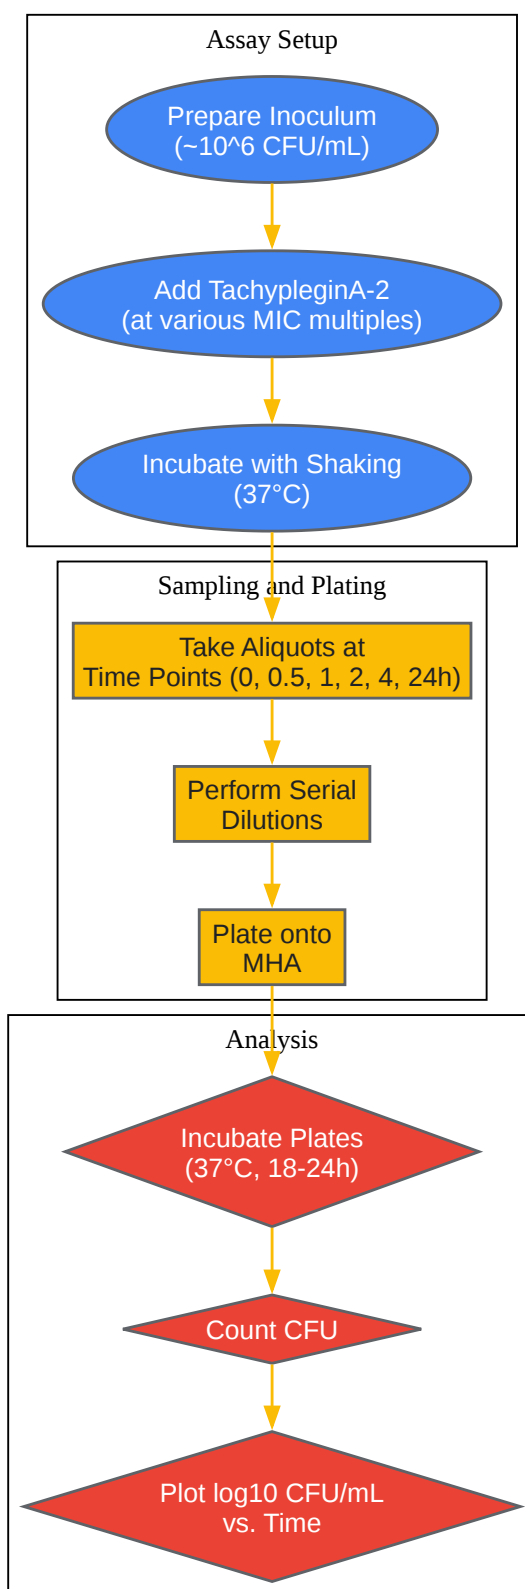 Assay Setup
Prepare Inoculum
(~10^6 CFU/mL)
Add TachypleginA-2
(at various MIC multiples)
Incubate with Shaking
(37°C)
Sampling and Plating
Take Aliquots at
Time Points (0, 0.5, 1, 2, 4, 24h)
Perform Serial
Dilutions
Plate onto
MHA
Analysis
Incubate Plates
(37°C, 18-24h)
Count CFU
Plot log10 CFU/mL
vs. Time